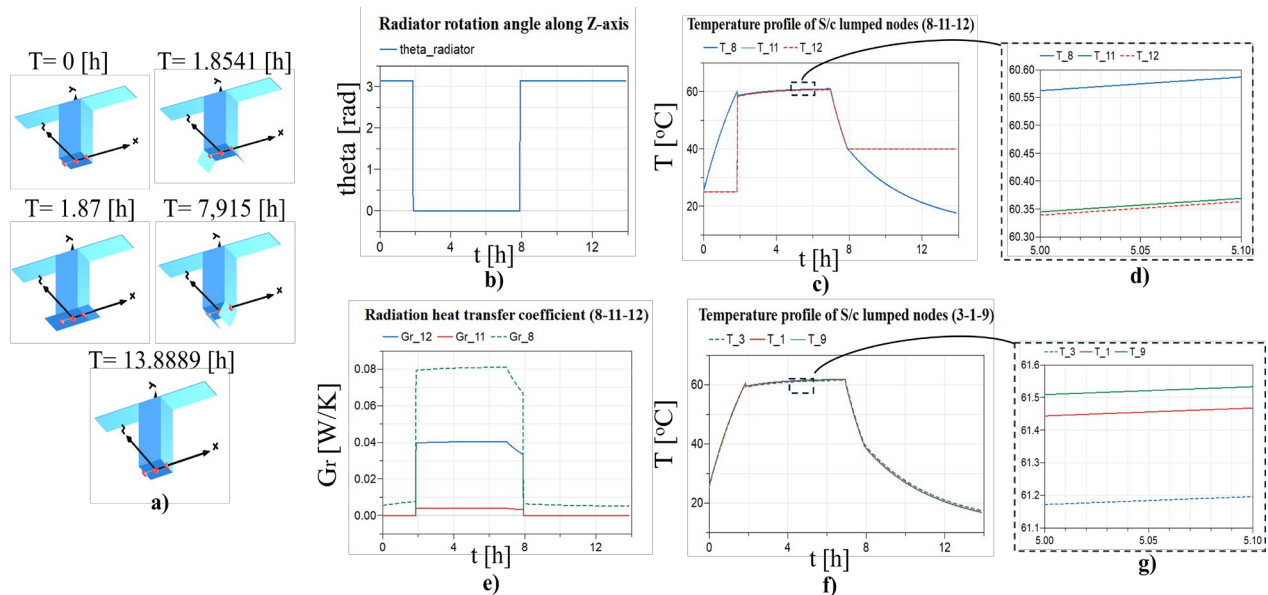 T= 0 [h]
T= 1.8541 [h]
T= 1.87 [h]
T= 7,915 [h]
T= 13.8889 [h]
a)
Radiator rotation angle along Z-axis
theta_radiator
theta [rad]
3
2
1
0
0 4 8 12
t [h]
b)
Temperature profile of S/c lumped nodes (8-11-12)
T_8 T_11 T_12
T [°C]
60
40
20
0 4 8 12
t [h]
c)
T_8 T_11 T_12
60.60
60.50
60.40
60.30
5.00 5.05 5.10
d)
Radiation heat transfer coefficient (8-11-12)
Gr_12 Gr_11 Gr_8
Gr [W/K]
0.08
0.06
0.04
0.02
0.00
0 4 8 12
t [h]
e)
Temperature profile of S/c lumped nodes (3-1-9)
T_3 T_1 T_9
T [°C]
60
40
20
0 4 8 12
t [h]
f)
T_3 T_1 T_9
61.6
61.5
61.4
61.3
61.2
61.1
5.00 5.05 5.10
g)